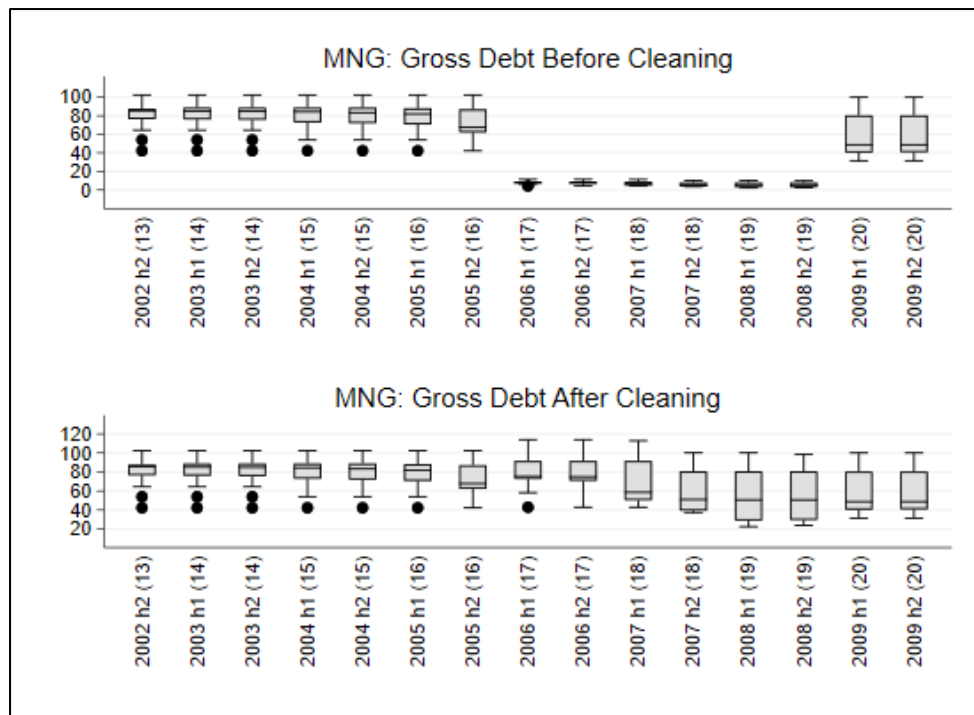 MNG: Gross Debt Before Cleaning
100
80
60
40
20
0
2002 h2 (13)
2003 h1 (14)
2003 h2 (14)
2004 h1 (15)
2004 h2 (15)
2005 h1 (16)
2005 h2 (16)
2006 h1 (17)
2006 h2 (17)
2007 h1 (18)
2007 h2 (18)
2008 h1 (19)
2008 h2 (19)
2009 h1 (20)
2009 h2 (20)
MNG: Gross Debt After Cleaning
120
100
80
60
40
20
2002 h2 (13)
2003 h1 (14)
2003 h2 (14)
2004 h1 (15)
2004 h2 (15)
2005 h1 (16)
2005 h2 (16)
2006 h1 (17)
2006 h2 (17)
2007 h1 (18)
2007 h2 (18)
2008 h1 (19)
2008 h2 (19)
2009 h1 (20)
2009 h2 (20)